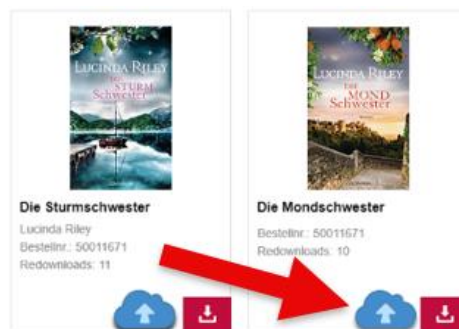 LUCINDA RILEY
DIE
STURM
Schwester
Die Sturmschwester
Lucinda Riley
Bestellnr.: 50011671
Redownloads: 11
LUCINDA RILEY
DIE
MOND
Schwester
Die Mondschwester
Bestellnr.: 50011671
Redownloads: 10